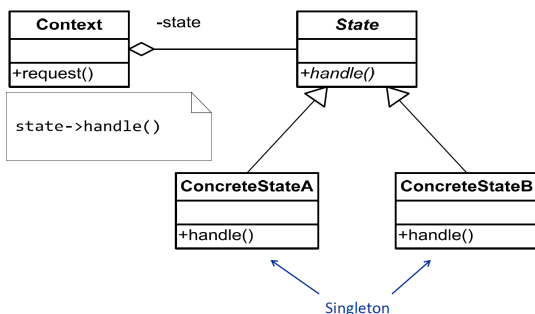 Context
-state
State
+request()
+handle()
state->handle()
ConcreteStateA
ConcreteStateB
+handle()
+handle()
Singleton